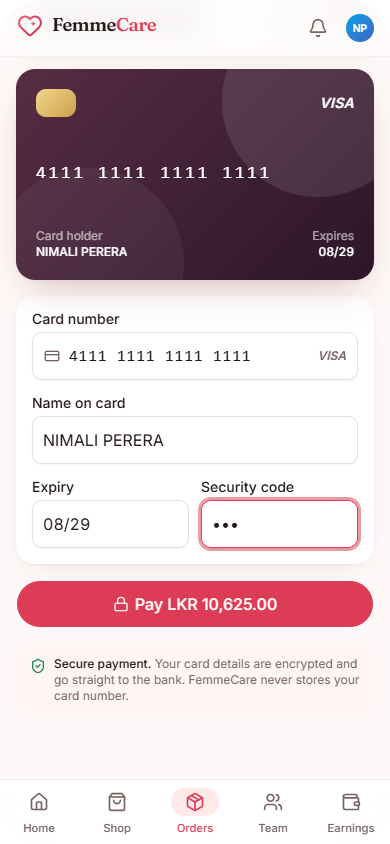 FemmeCare
NP
VISA
4111 1111 1111 1111
Card holder
Expires
NIMALI PERERA
08/29
Card number
4111 1111 1111 1111
VISA
Name on card
NIMALI PERERA
Expiry
Security code
08/29
•••
Pay LKR 10,625.00
Secure payment. Your card details are encrypted and
go straight to the bank. FemmeCare never stores your
card number.
Home
Shop
Orders
Team
Earnings